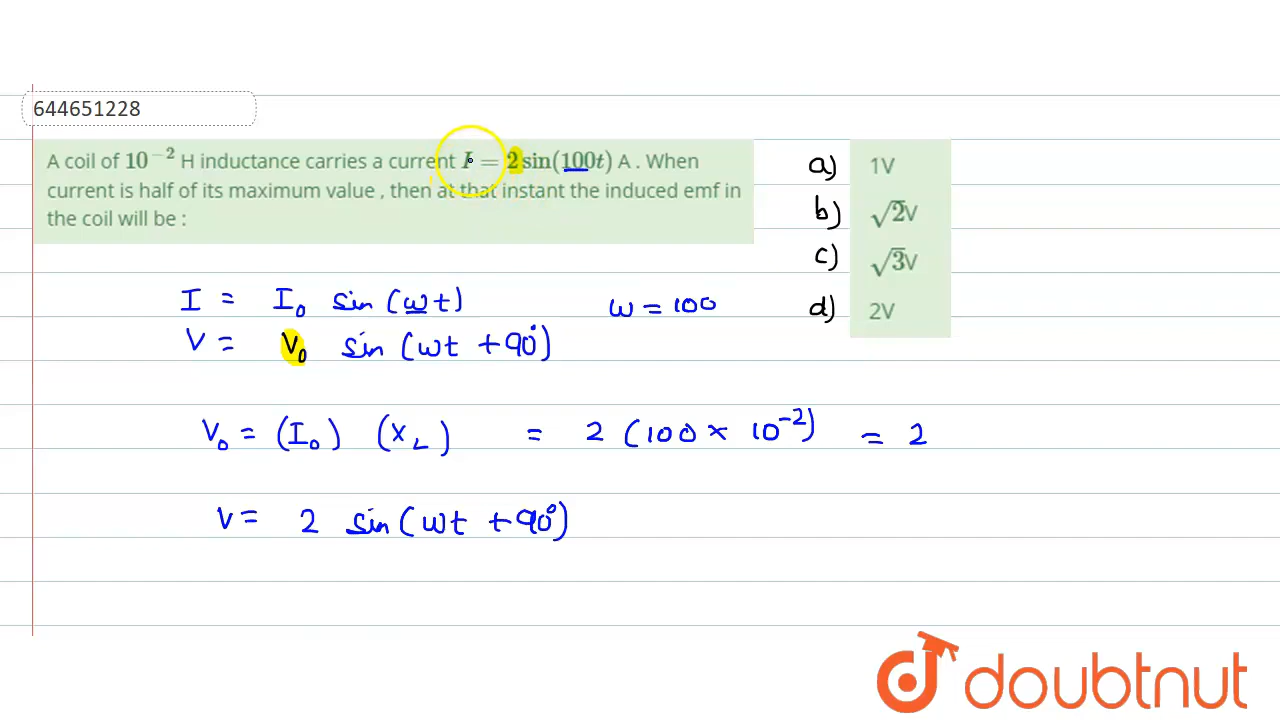 644651228
A coil of 10⁻² H inductance carries a current I = 2 sin(100t) A . When
current is half of its maximum value , then at that instant the induced emf in
the coil will be :
a) 1V
b) √2V
c) √3V
d) 2V
I = I₀ sin (ωt) ω = 100
V = V₀ sin (ωt + 90°)
V₀ = (I₀) (X_L) = 2 (100 × 10⁻²) = 2
V = 2 sin (ωt + 90°)
doubtnut